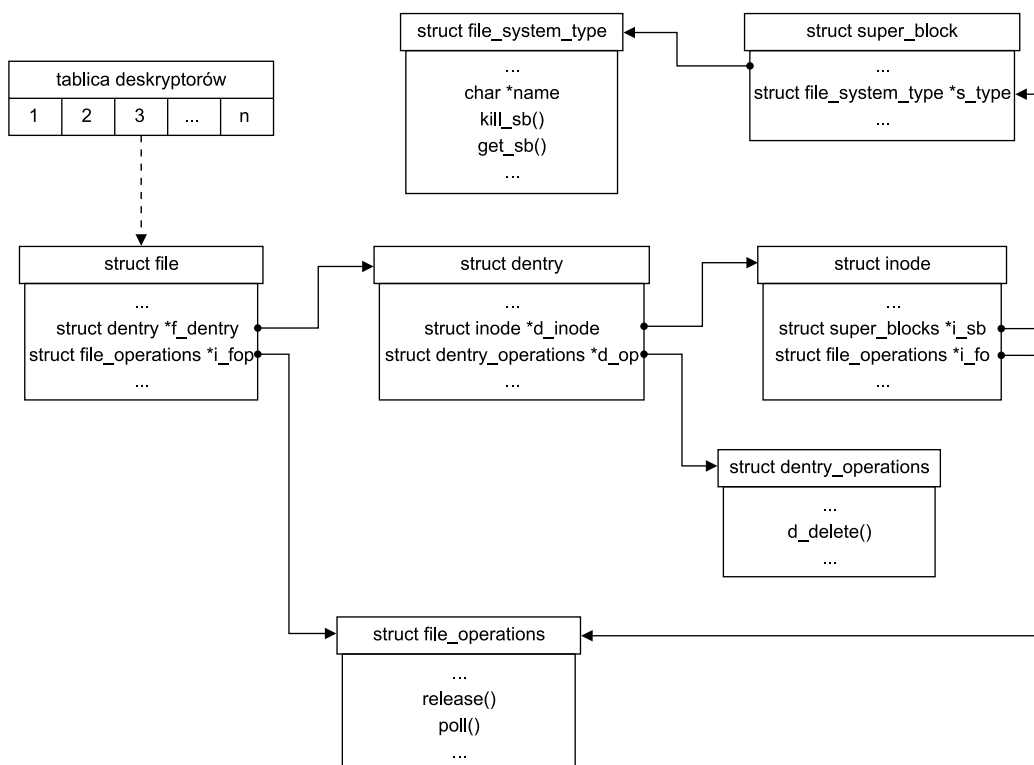 struct file_system_type
...
char *name
kill_sb()
get_sb()
...
struct super_block
...
struct file_system_type *s_type
...
tablica deskryptorów
1 2 3 ... n
struct file
...
struct dentry *f_dentry
struct file_operations *i_fop
...
struct dentry
...
struct inode *d_inode
struct dentry_operations *d_op
...
struct inode
...
struct super_blocks *i_sb
struct file_operations *i_fo
...
struct dentry_operations
...
d_delete()
...
struct file_operations
...
release()
poll()
...